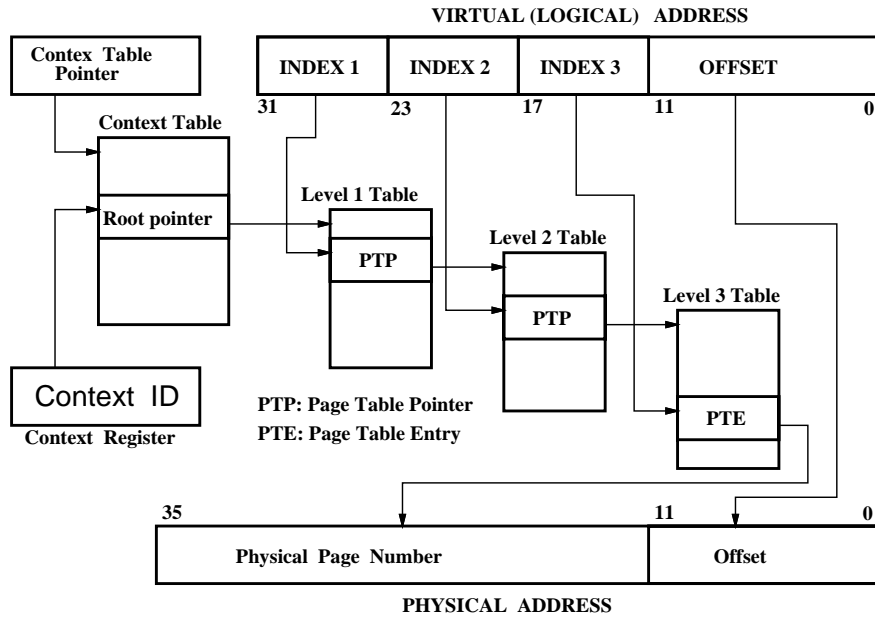 VIRTUAL (LOGICAL) ADDRESS
Contex Table
Pointer
INDEX 1
INDEX 2
INDEX 3
OFFSET
31
23
17
11
0
Context Table
Root pointer
Level 1 Table
PTP
Level 2 Table
PTP
Level 3 Table
PTE
Context ID
Context Register
PTP: Page Table Pointer
PTE: Page Table Entry
35
11
0
Physical Page Number
Offset
PHYSICAL ADDRESS